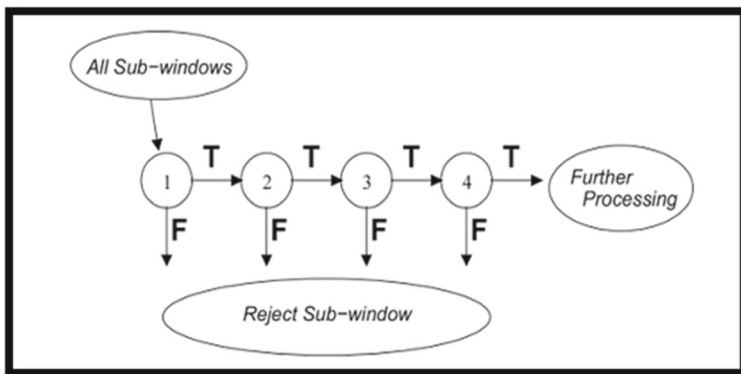 All Sub−windows
T T T T
1 2 3 4
Further
Processing
F F F F
Reject Sub−window